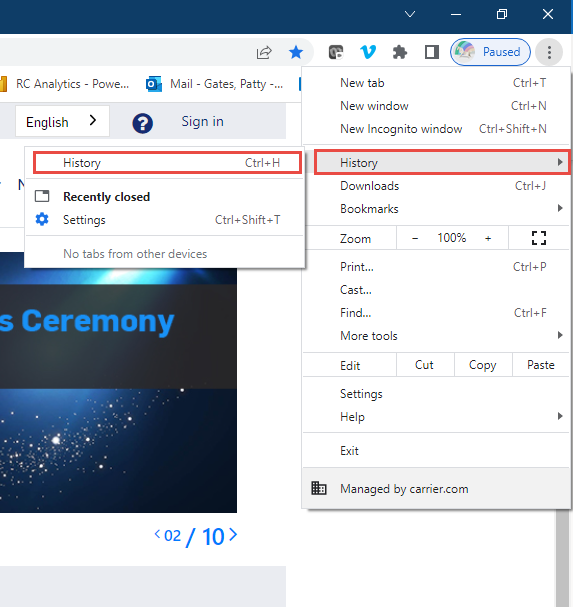 Paused
RC Analytics - Powe...
Mail - Gates, Patty -...
English
?
Sign in
N
s Ceremony
02 / 10
History Ctrl+H
Recently closed
Settings Ctrl+Shift+T
No tabs from other devices
New tab Ctrl+T
New window Ctrl+N
New Incognito window Ctrl+Shift+N
History
Downloads Ctrl+J
Bookmarks
Zoom - 100% +
Print... Ctrl+P
Cast...
Find... Ctrl+F
More tools
Edit Cut Copy Paste
Settings
Help
Exit
Managed by carrier.com